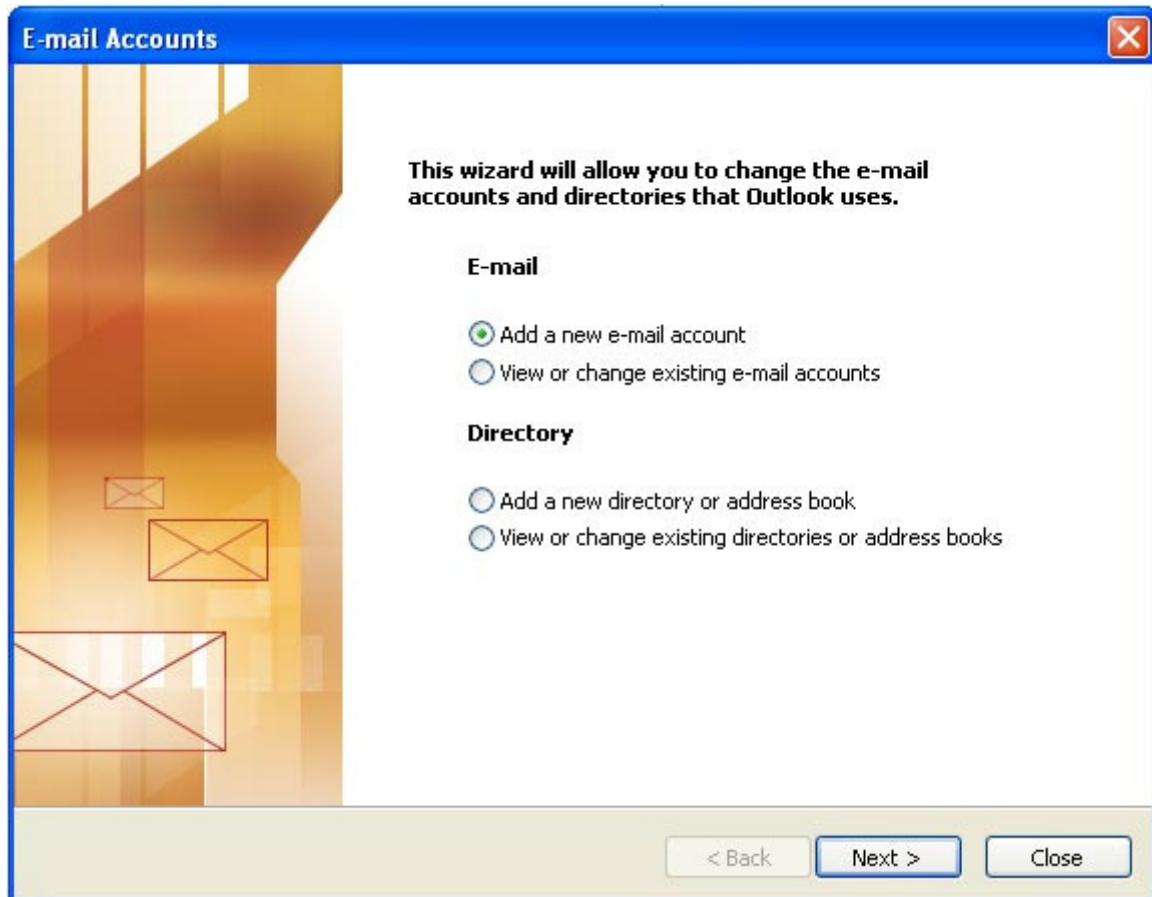 E-mail Accounts
This wizard will allow you to change the e-mail
accounts and directories that Outlook uses.
E-mail
Add a new e-mail account
View or change existing e-mail accounts
Directory
Add a new directory or address book
View or change existing directories or address books
< Back Next > Close